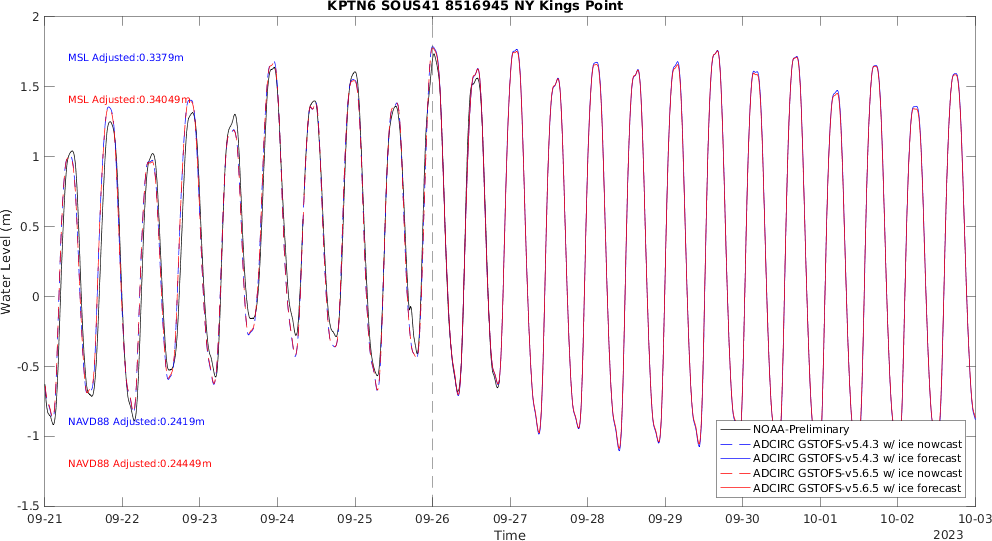 KPTN6 SOUS41 8516945 NY Kings Point
2
1.5
1
0.5
0
-0.5
-1
-1.5
Water Level (m)
MSL Adjusted:0.3379m
MSL Adjusted:0.34049m
NAVD88 Adjusted:0.2419m
NAVD88 Adjusted:0.24449m
NOAA-Preliminary
ADCIRC GSTOFS-v5.4.3 w/ ice nowcast
ADCIRC GSTOFS-v5.4.3 w/ ice forecast
ADCIRC GSTOFS-v5.6.5 w/ ice nowcast
ADCIRC GSTOFS-v5.6.5 w/ ice forecast
09-21 09-22 09-23 09-24 09-25 09-26 09-27 09-28 09-29 09-30 10-01 10-02 10-03
Time
2023